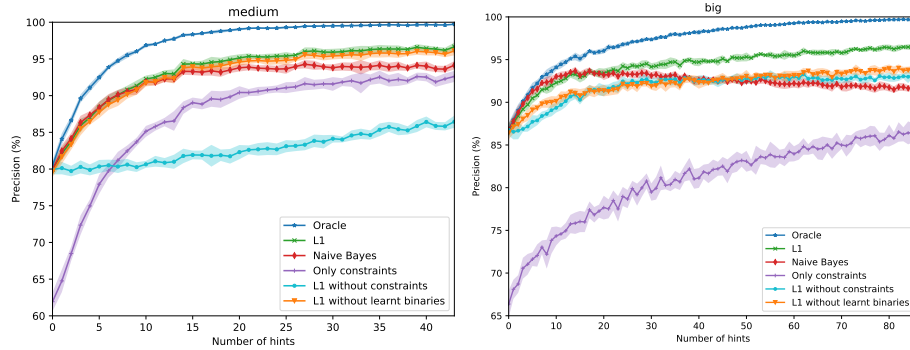 medium
100
95
90
85
80
75
70
65
60
Precision (%)
0 5 10 15 20 25 30 35 40
Number of hints
Oracle
L1
Naive Bayes
Only constraints
L1 without constraints
L1 without learnt binaries
big
100
95
90
85
80
75
70
65
Precision (%)
0 10 20 30 40 50 60 70 80
Number of hints
Oracle
L1
Naive Bayes
Only constraints
L1 without constraints
L1 without learnt binaries